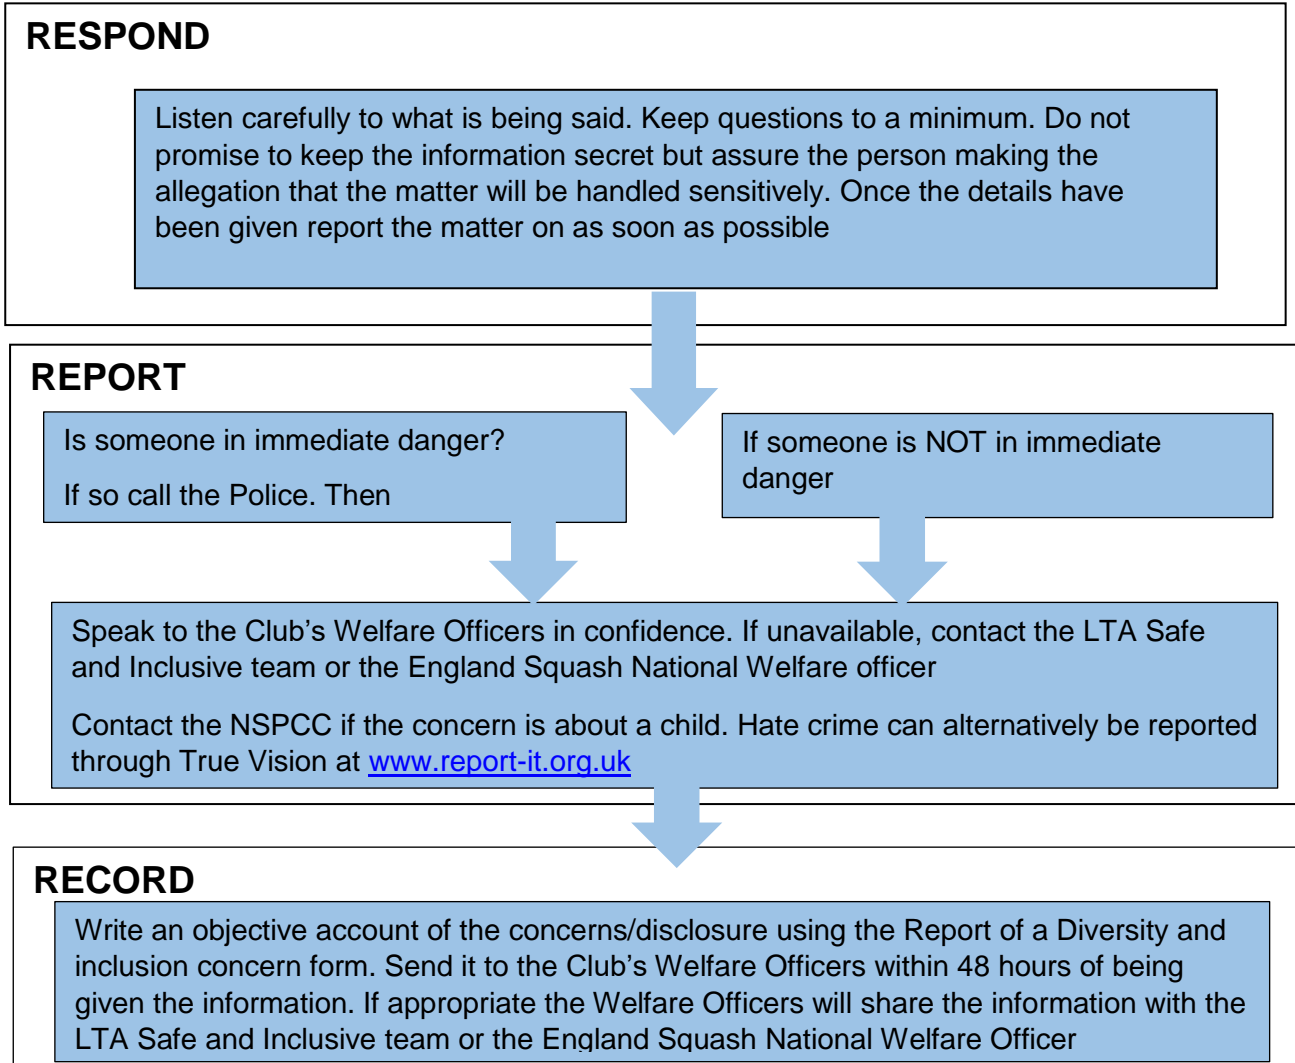 RESPOND
Listen carefully to what is being said. Keep questions to a minimum. Do not
promise to keep the information secret but assure the person making the
allegation that the matter will be handled sensitively. Once the details have
been given report the matter on as soon as possible
REPORT
Is someone in immediate danger?
If so call the Police. Then
If someone is NOT in immediate
danger
Speak to the Club’s Welfare Officers in confidence. If unavailable, contact the LTA Safe
and Inclusive team or the England Squash National Welfare officer
Contact the NSPCC if the concern is about a child. Hate crime can alternatively be reported
through True Vision at www.report-it.org.uk
RECORD
Write an objective account of the concerns/disclosure using the Report of a Diversity and
inclusion concern form. Send it to the Club’s Welfare Officers within 48 hours of being
given the information. If appropriate the Welfare Officers will share the information with the
LTA Safe and Inclusive team or the England Squash National Welfare Officer